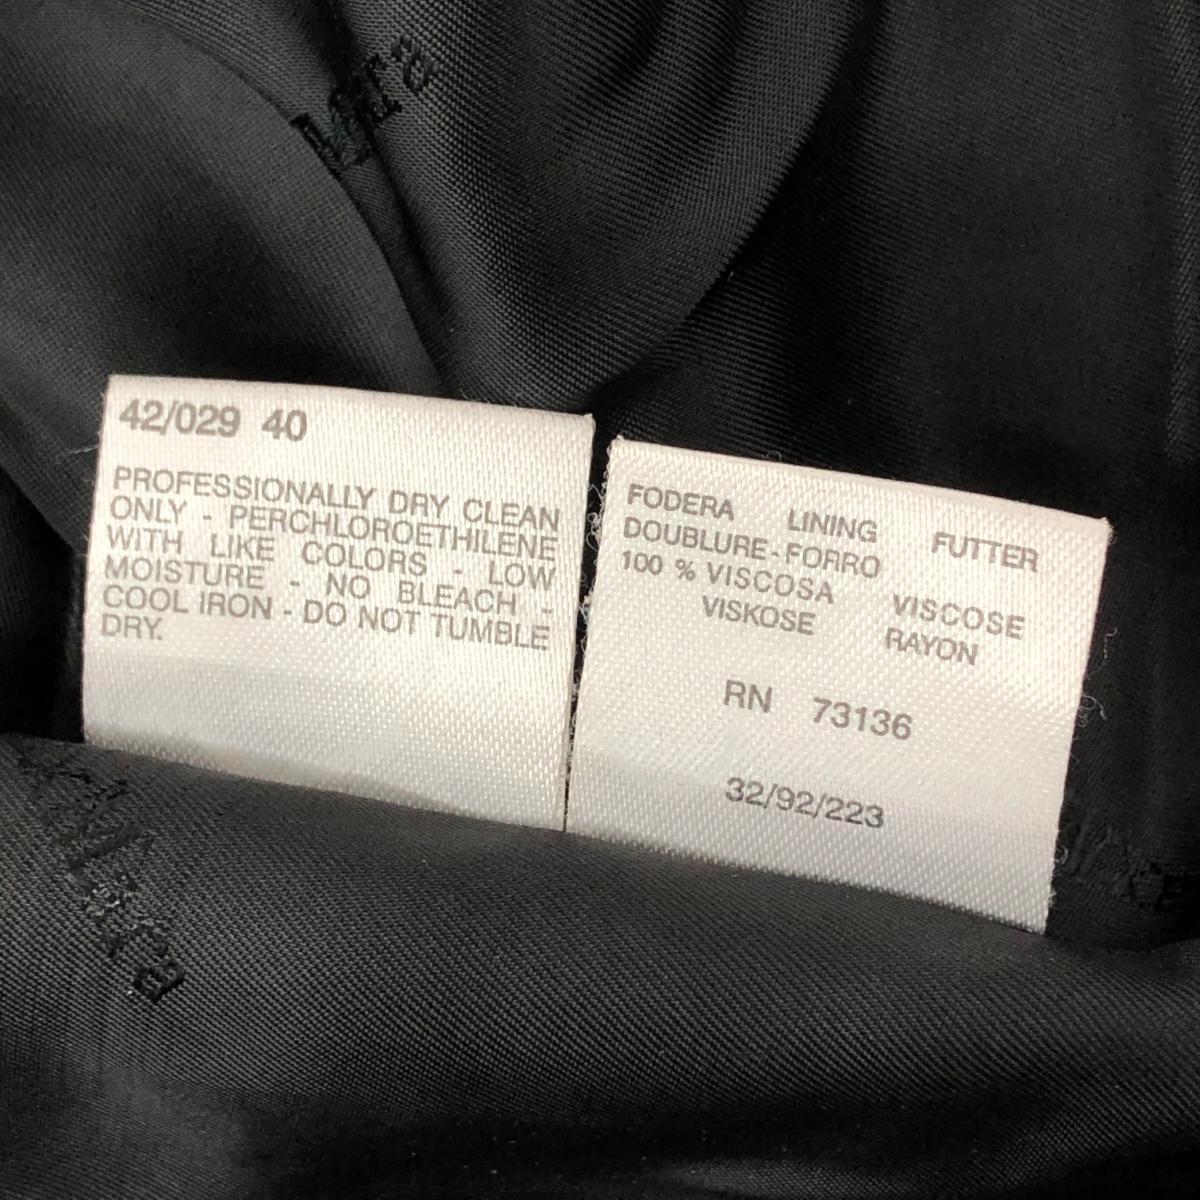 42/029 40
PROFESSIONALLY DRY CLEAN
ONLY - PERCHLOROETHILENE
WITH LIKE COLORS - LOW
MOISTURE - NO BLEACH -
COOL IRON - DO NOT TUMBLE
DRY.
FODERA LINING FUTTER
DOUBLURE - FORRO
100 % VISCOSA VISCOSE
VISKOSE RAYON
RN 73136
32/92/223